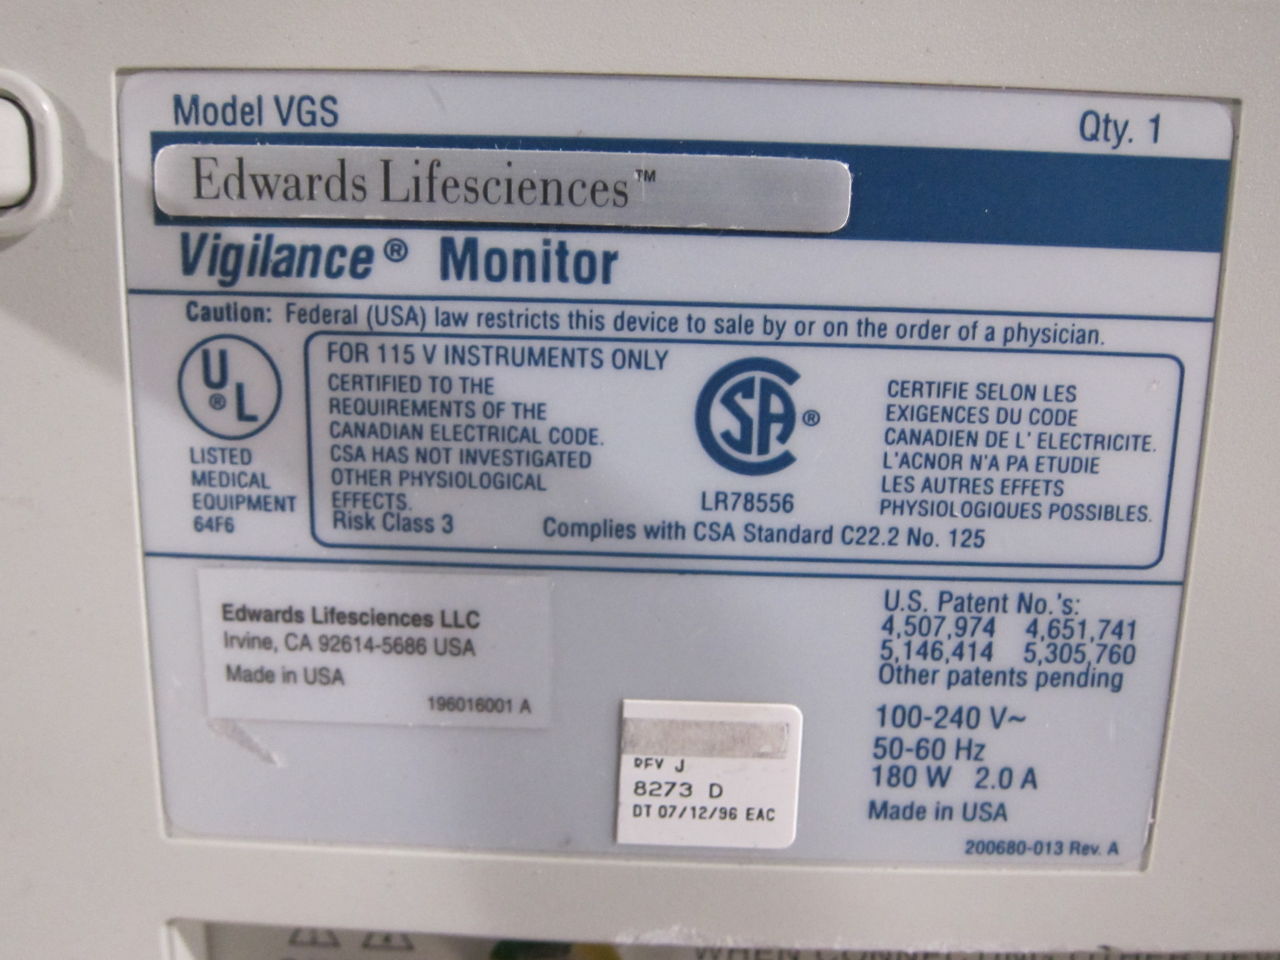 Model VGS
Qty. 1
Edwards Lifesciences™
Vigilance® Monitor
Caution: Federal (USA) law restricts this device to sale by or on the order of a physician.
UL®
LISTED
MEDICAL
EQUIPMENT
64F6
FOR 115 V INSTRUMENTS ONLY
CERTIFIED TO THE
REQUIREMENTS OF THE
CANADIAN ELECTRICAL CODE.
CSA HAS NOT INVESTIGATED
OTHER PHYSIOLOGICAL
EFFECTS.
Risk Class 3
SA®
LR78556
CERTIFIE SELON LES
EXIGENCES DU CODE
CANADIEN DE L' ELECTRICITE.
L'ACNOR N'A PA ETUDIE
LES AUTRES EFFETS
PHYSIOLOGIQUES POSSIBLES.
Complies with CSA Standard C22.2 No. 125
Edwards Lifesciences LLC
Irvine, CA 92614-5686 USA
Made in USA
196016001 A
REV J
8273 D
DT 07/12/96 EAC
U.S. Patent No.'s:
4,507,974 4,651,741
5,146,414 5,305,760
Other patents pending
100-240 V~
50-60 Hz
180 W 2.0 A
Made in USA
200680-013 Rev. A
WHEN CONNECTING